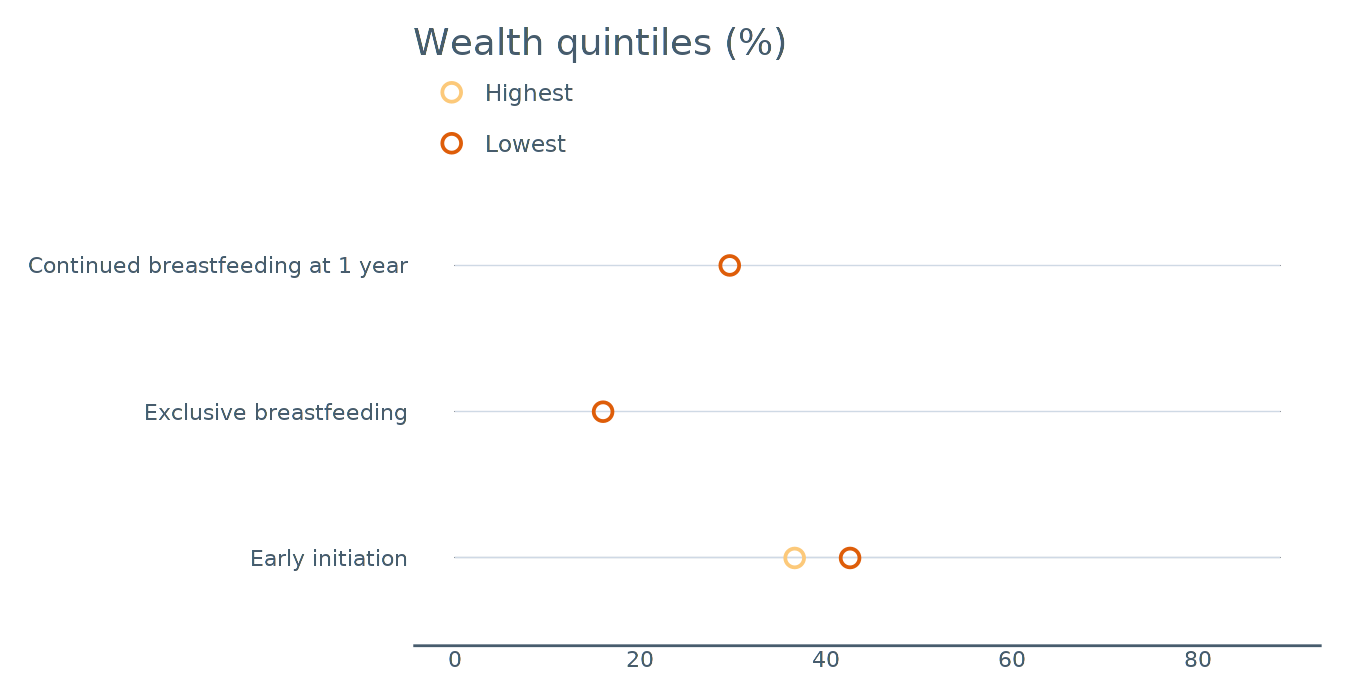 Wealth quintiles (%)
Highest
Lowest
Continued breastfeeding at 1 year
Exclusive breastfeeding
Early initiation
0 20 40 60 80